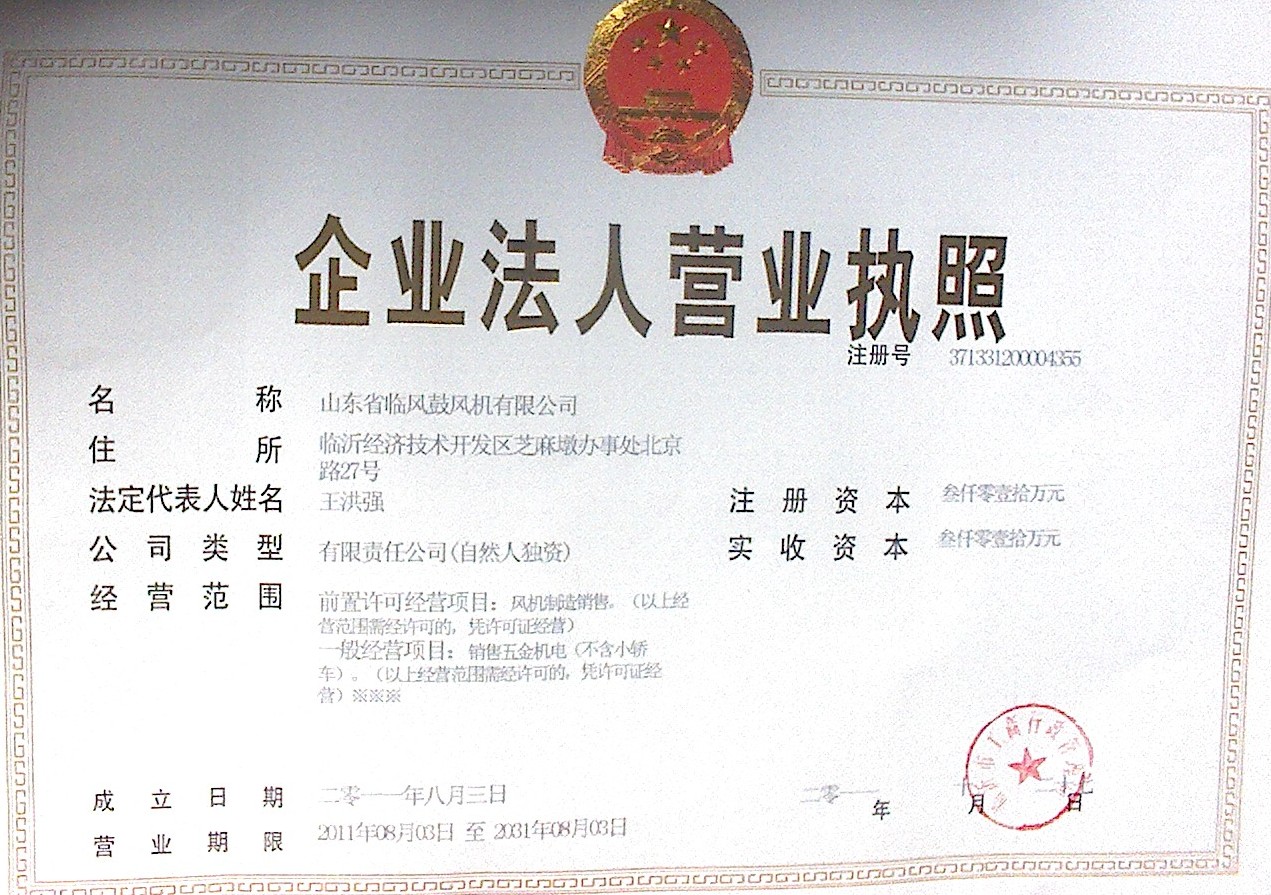 企业法人营业执照
注册号 371331200004355
名称 山东省临风鼓风机有限公司
住所 临沂经济技术开发区芝麻墩办事处北京
路27号
法定代表人姓名 王洪强 注册资本 叁仟零壹拾万元
公司类型 有限责任公司(自然人独资) 实收资本 叁仟零壹拾万元
经营范围 前置许可经营项目：风机制造销售。（以上经
营范围需经许可的，凭许可证经营）
一般经营项目：销售五金机电（不含小轿
车）。（以上经营范围需经许可的，凭许可证经
营）※※※
成立日期 二零一一年八月三日 二零一一年 月 日
营业期限 2011年08月03日 至 2031年08月03日